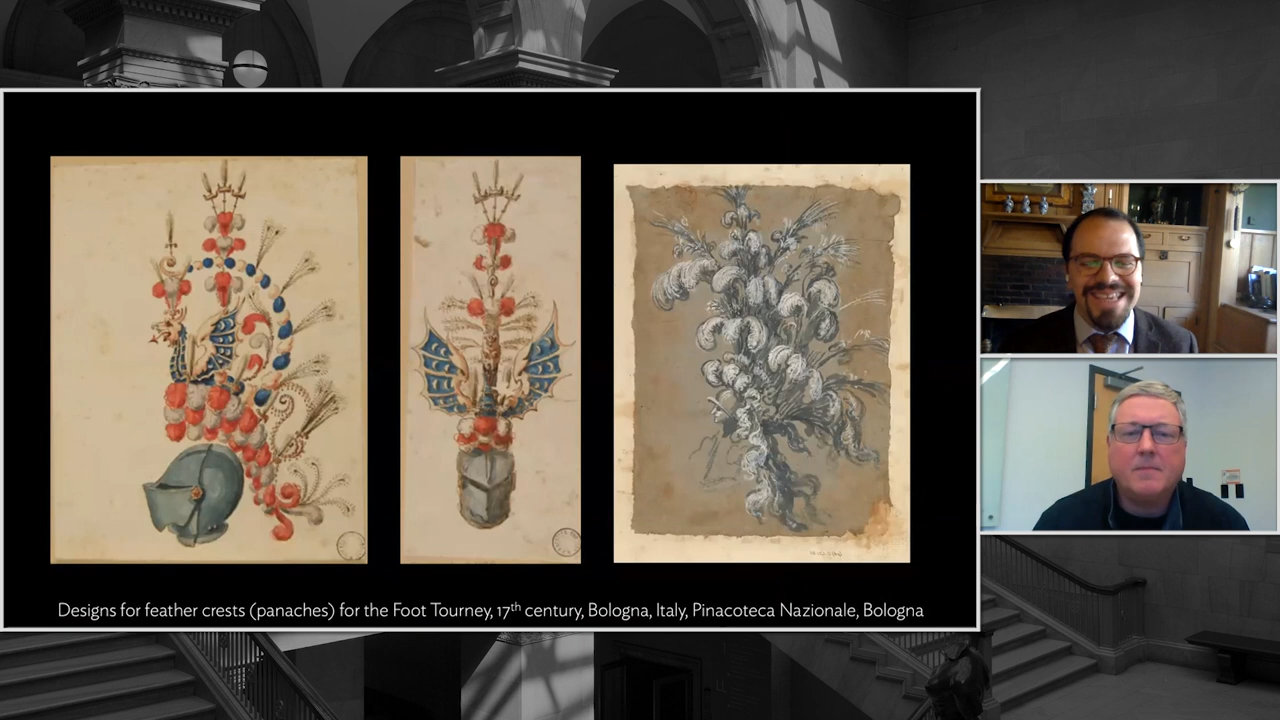 Designs for feather crests (panaches) for the Foot Tourney, 17th century, Bologna, Italy, Pinacoteca Nazionale, Bologna